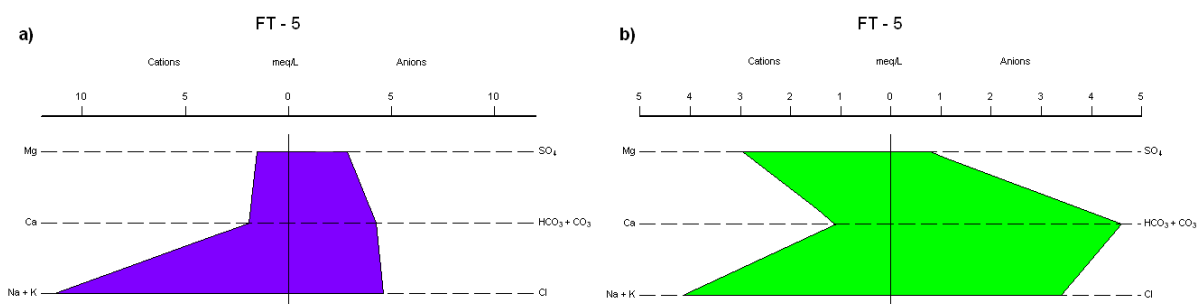 a)
FT - 5
Cations meq/L Anions
10 5 0 5 10
Mg SO₄
Ca HCO₃ + CO₃
Na + K Cl
b)
FT - 5
Cations meq/L Anions
5 4 3 2 1 0 1 2 3 4 5
Mg SO₄
Ca HCO₃ + CO₃
Na + K Cl